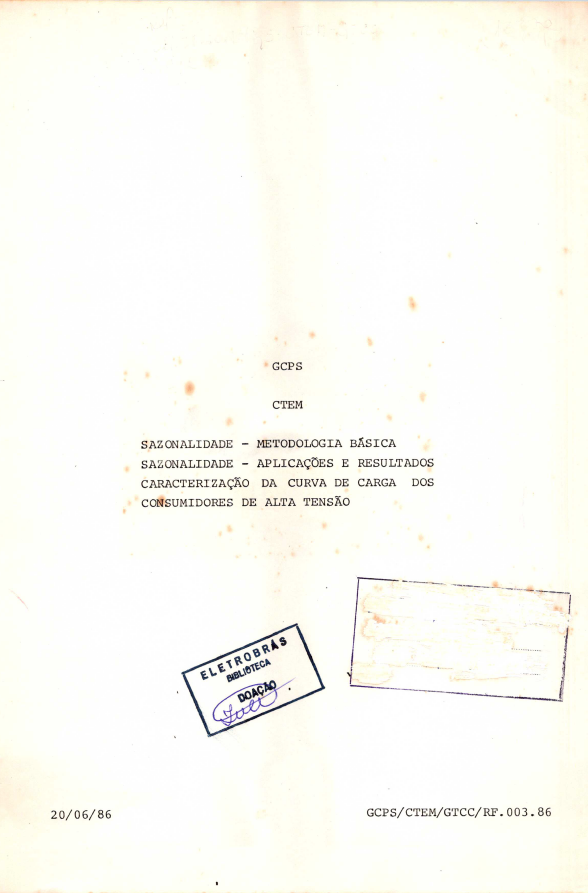 GCPS
CTEM
SAZONALIDADE - METODOLOGIA BÁSICA
SAZONALIDADE - APLICAÇÕES E RESULTADOS
CARACTERIZAÇÃO DA CURVA DE CARGA DOS
CONSUMIDORES DE ALTA TENSÃO
ELETROBRÁS
BIBLIOTECA
DOAÇÃO
20/06/86
GCPS/CTEM/GTCC/RF.003.86